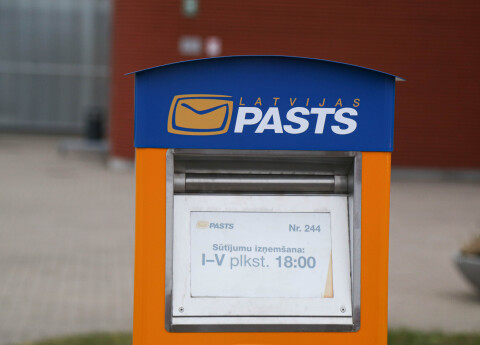 LATVIJAS
PASTS
PASTS
Nr. 244
Sūtījumu izņemšana:
I–V plkst. 18:00